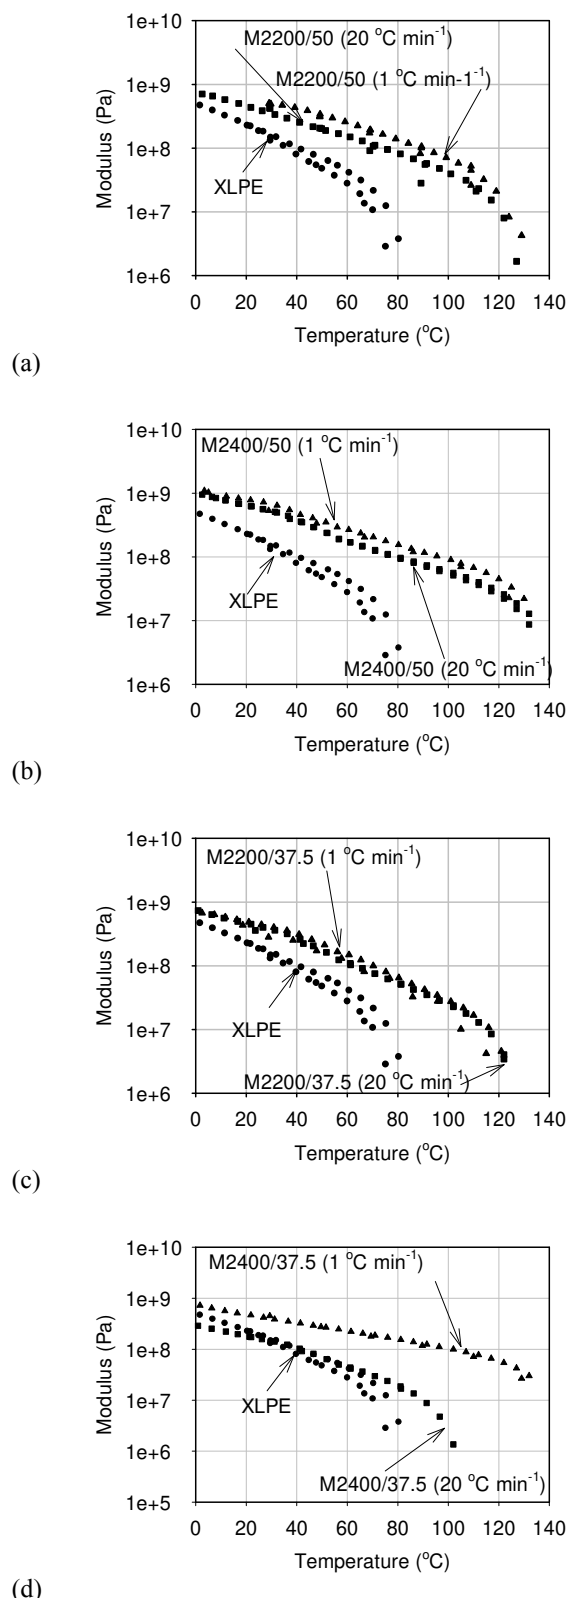 1e+10
M2200/50 (20 °C min⁻¹)
1e+9
M2200/50 (1 °C min-1⁻¹)
1e+8
XLPE
1e+7
1e+6
Modulus (Pa)
0 20 40 60 80 100 120 140
Temperature (°C)
(a)
1e+10
M2400/50 (1 °C min⁻¹)
1e+9
1e+8
XLPE
1e+7
M2400/50 (20 °C min⁻¹)
1e+6
Modulus (Pa)
0 20 40 60 80 100 120 140
Temperature (°C)
(b)
1e+10
M2200/37.5 (1 °C min⁻¹)
1e+9
1e+8
XLPE
1e+7
M2200/37.5 (20 °C min⁻¹)
1e+6
Modulus (Pa)
0 20 40 60 80 100 120 140
Temperature (°C)
(c)
1e+10
M2400/37.5 (1 °C min⁻¹)
1e+9
1e+8
XLPE
1e+7
1e+6
M2400/37.5 (20 °C min⁻¹)
1e+5
Modulus (Pa)
0 20 40 60 80 100 120 140
Temperature (°C)
(d)